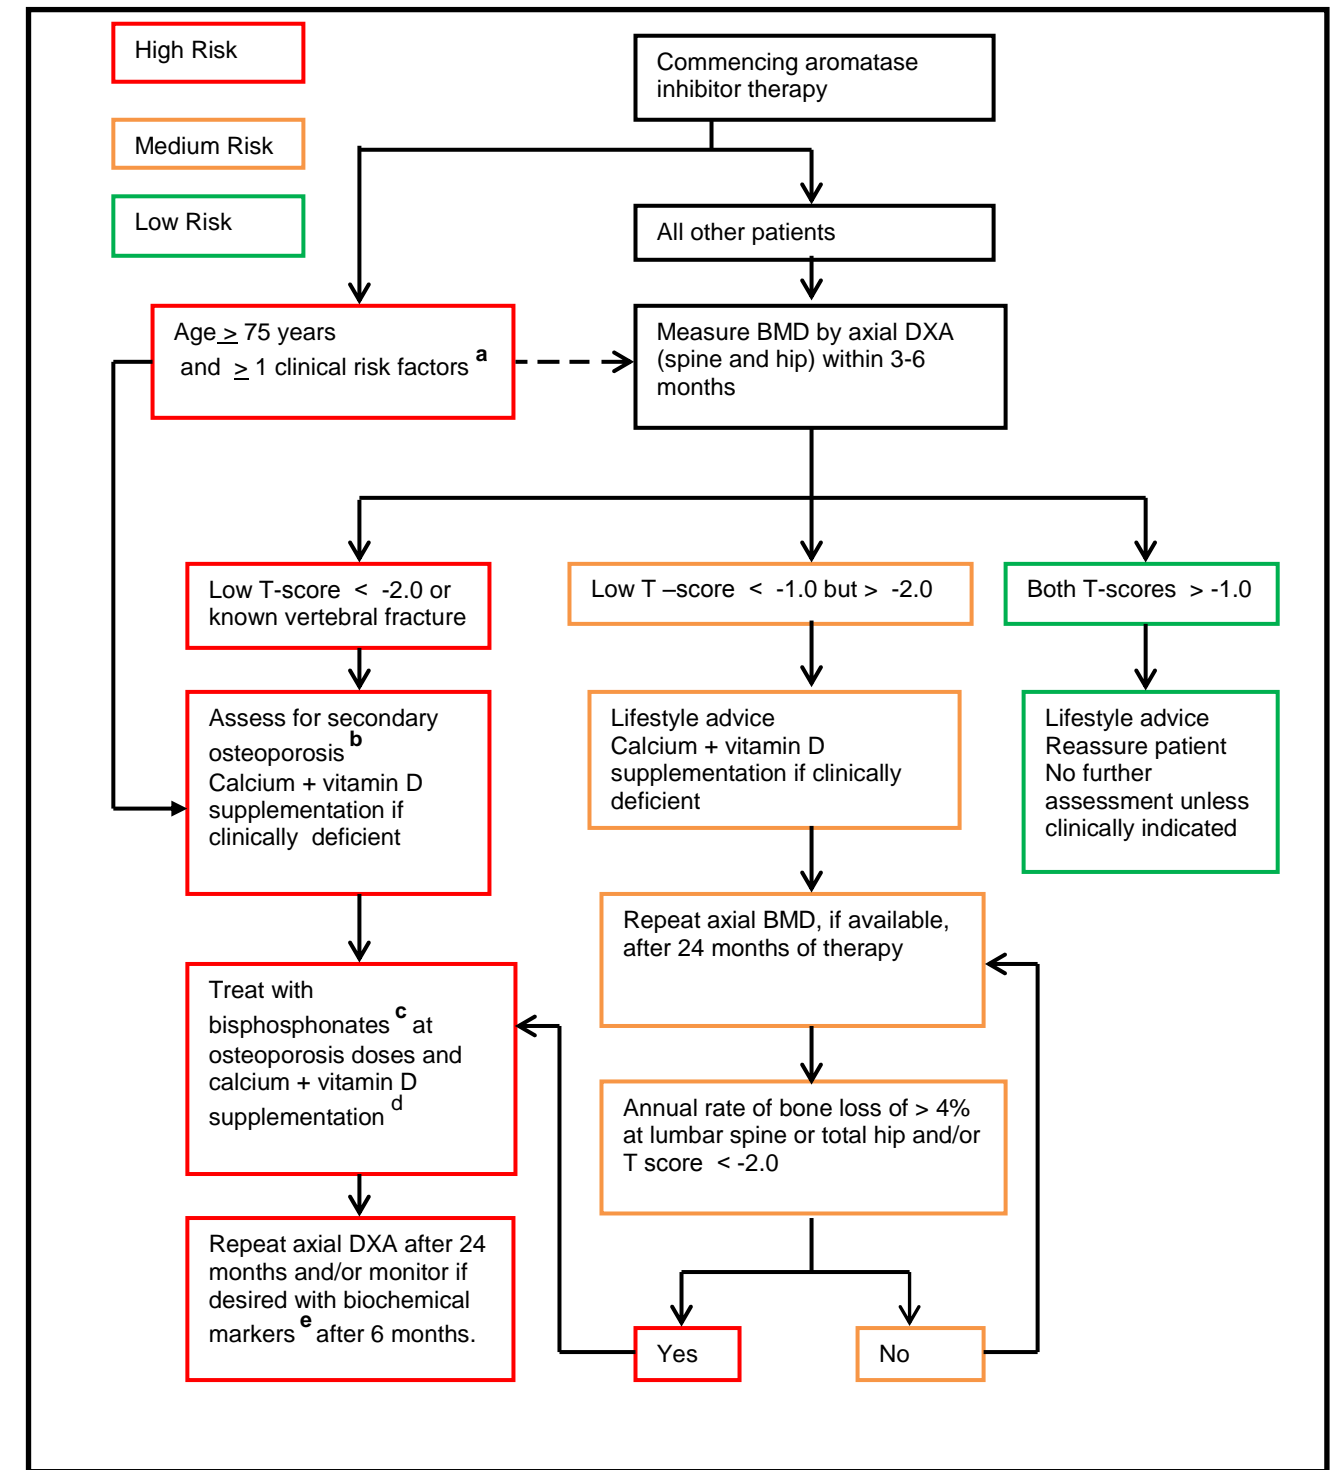 High Risk
Commencing aromatase
inhibitor therapy
Medium Risk
Low Risk
All other patients
Age ≥ 75 years
and ≥ 1 clinical risk factors a
Measure BMD by axial DXA
(spine and hip) within 3-6
months
Low T-score < -2.0 or
known vertebral fracture
Low T –score < -1.0 but > -2.0
Both T-scores > -1.0
Assess for secondary
osteoporosis b
Calcium + vitamin D
supplementation if
clinically deficient
Lifestyle advice
Calcium + vitamin D
supplementation if clinically
deficient
Lifestyle advice
Reassure patient
No further
assessment unless
clinically indicated
Repeat axial BMD, if available,
after 24 months of therapy
Treat with
bisphosphonates c at
osteoporosis doses and
calcium + vitamin D
supplementation d
Annual rate of bone loss of > 4%
at lumbar spine or total hip and/or
T score < -2.0
Repeat axial DXA after 24
months and/or monitor if
desired with biochemical
markers e after 6 months.
Yes
No